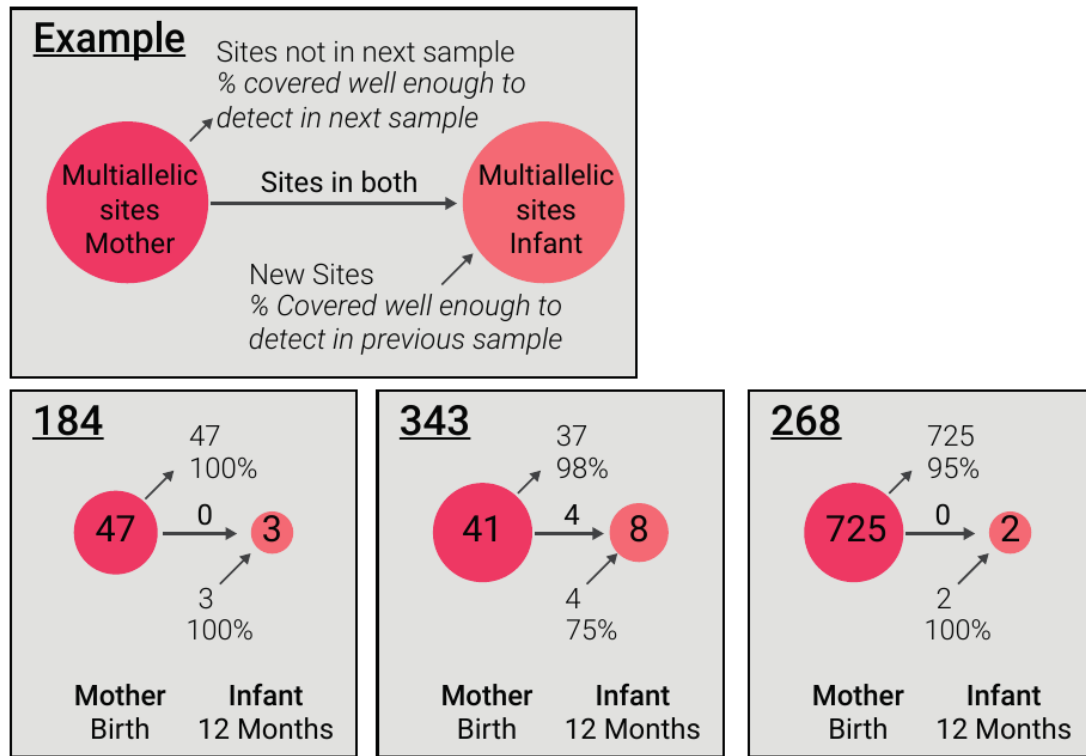 Example
Sites not in next sample
% covered well enough to
detect in next sample
Multiallelic
sites
Mother
Sites in both
Multiallelic
sites
Infant
New Sites
% Covered well enough to
detect in previous sample
184
47
100%
47
0
3
3
100%
Mother Infant
Birth 12 Months
343
37
98%
41
4
8
4
75%
Mother Infant
Birth 12 Months
268
725
95%
725
0
2
2
100%
Mother Infant
Birth 12 Months